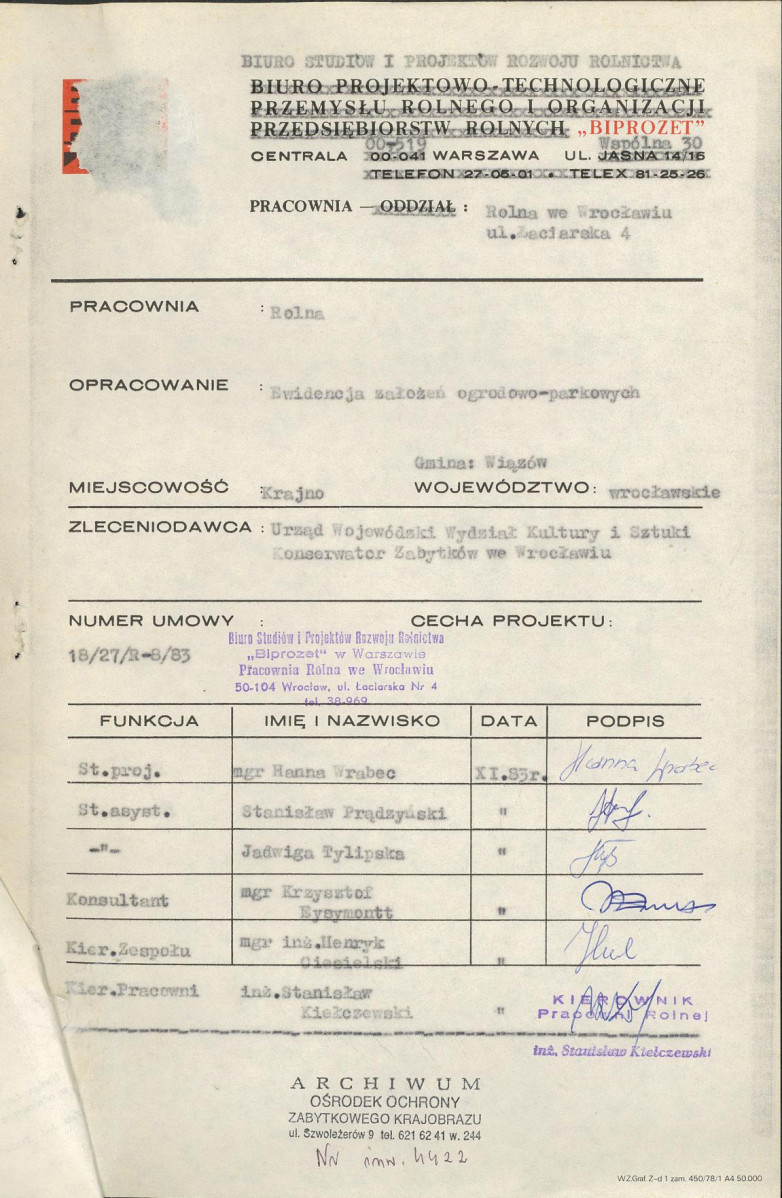 BIURO STUDIÓW I PROJEKTÓW ROZWOJU ROLNICTWA
BIURO PROJEKTOWO-TECHNOLOGICZNE
PRZEMYSŁU ROLNEGO I ORGANIZACJI
PRZEDSIĘBIORSTW ROLNYCH „BIPROZET”
00-519 Wspólna 30
CENTRALA 00-041 WARSZAWA UL. JASNA 14/16
TELEFON 27-05-01 • TELEX 81-25-26
PRACOWNIA — ODDZIAŁ : Rolna we Wrocławiu
ul.Łaciarska 4
PRACOWNIA : Rolna
OPRACOWANIE : Ewidencja założeń ogrodowo-parkowych
Gmina: Wiązów
MIEJSCOWOŚĆ : Krajno WOJEWÓDZTWO: wrocławskie
ZLECENIODAWCA : Urząd Wojewódzki Wydział Kultury i Sztuki
Konserwator Zabytków we Wrocławiu
NUMER UMOWY : CECHA PROJEKTU:
18/27/R-8/83
Biuro Studiów i Projektów Rozwoju Rolnictwa
„Biprozet” w Warszawie
Pracownia Rolna we Wrocławiu
50-104 Wrocław, ul. Łaciarska Nr 4
tel. 38-969
FUNKCJA IMIĘ I NAZWISKO DATA PODPIS
St.proj. mgr Hanna Wrabec XI.83r. Hanna Wrabec
St.asyst. Stanisław Prądzyński "
-"- Jadwiga Tylipska "
Konsultant mgr Krzysztof
Eysymontt "
Kier.Zespołu mgr inż.Henryk
Ciesielski "
Kier.Pracowni inż.Stanisław
Kiełczewski "
KIEROWNIK
Pracowni Rolnej
inż. Stanisław Kiełczewski
ARCHIWUM
OŚRODEK OCHRONY
ZABYTKOWEGO KRAJOBRAZU
ul. Szwoleżerów 9 tel. 621 62 41 w. 244
Nr inw. 4422
WZGraf. Z-d 1 zam. 450/78/1 A4 50.000